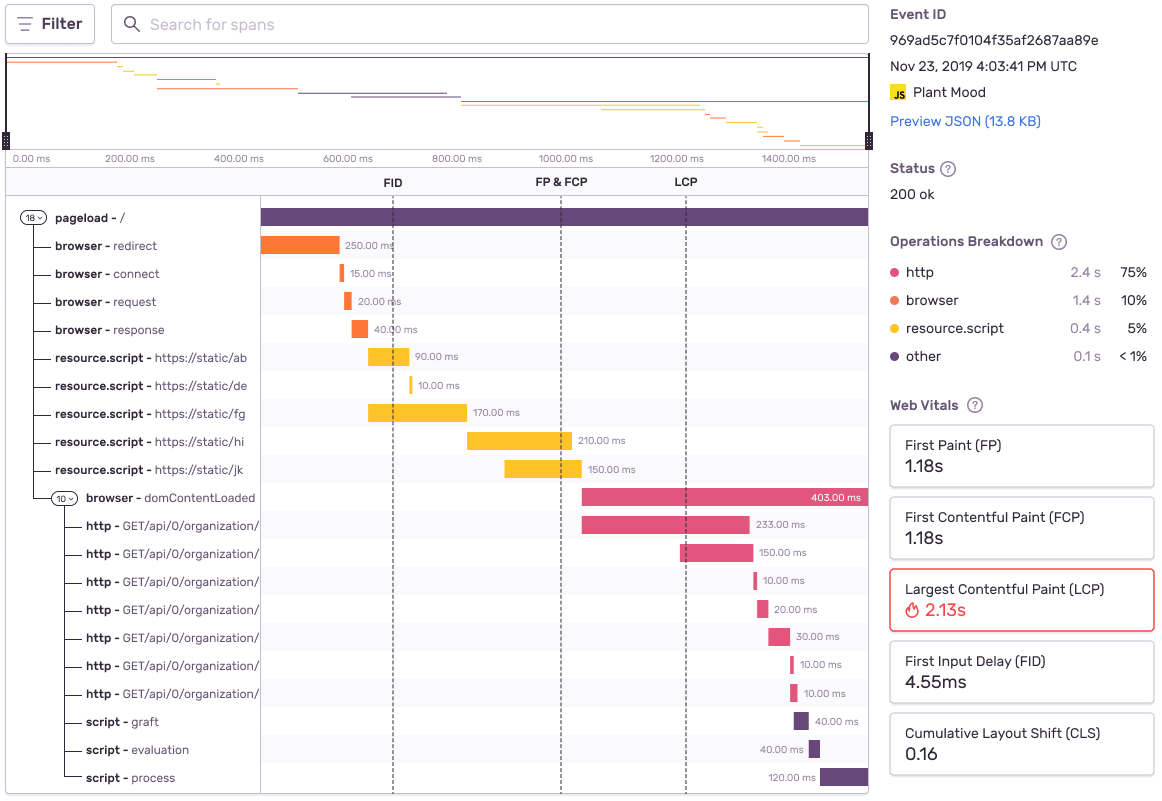 Filter
Search for spans
0.00 ms 200.00 ms 400.00 ms 600.00 ms 800.00 ms 1000.00 ms 1200.00 ms 1400.00 ms
FID FP & FCP LCP
18 pageload - /
browser - redirect 250.00 ms
browser - connect 15.00 ms
browser - request 20.00 ms
browser - response 40.00 ms
resource.script - https://static/ab 90.00 ms
resource.script - https://static/de 10.00 ms
resource.script - https://static/fg 170.00 ms
resource.script - https://static/hi 210.00 ms
resource.script - https://static/jk 150.00 ms
10 browser - domContentLoaded 403.00 ms
http - GET/api/0/organization/ 233.00 ms
http - GET/api/0/organization/ 150.00 ms
http - GET/api/0/organization/ 10.00 ms
http - GET/api/0/organization/ 20.00 ms
http - GET/api/0/organization/ 30.00 ms
http - GET/api/0/organization/ 10.00 ms
http - GET/api/0/organization/ 10.00 ms
script - graft 40.00 ms
script - evaluation 40.00 ms
script - process 120.00 ms
Event ID
969ad5c7f0104f35af2687aa89e
Nov 23, 2019 4:03:41 PM UTC
JS Plant Mood
Preview JSON (13.8 KB)
Status ?
200 ok
Operations Breakdown ?
http 2.4 s 75%
browser 1.4 s 10%
resource.script 0.4 s 5%
other 0.1 s < 1%
Web Vitals ?
First Paint (FP)
1.18s
First Contentful Paint (FCP)
1.18s
Largest Contentful Paint (LCP)
2.13s
First Input Delay (FID)
4.55ms
Cumulative Layout Shift (CLS)
0.16